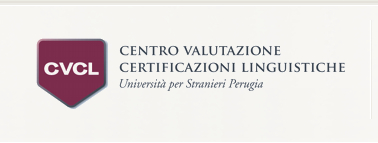 CVCL
CENTRO VALUTAZIONE
CERTIFICAZIONI LINGUISTICHE
Università per Stranieri Perugia